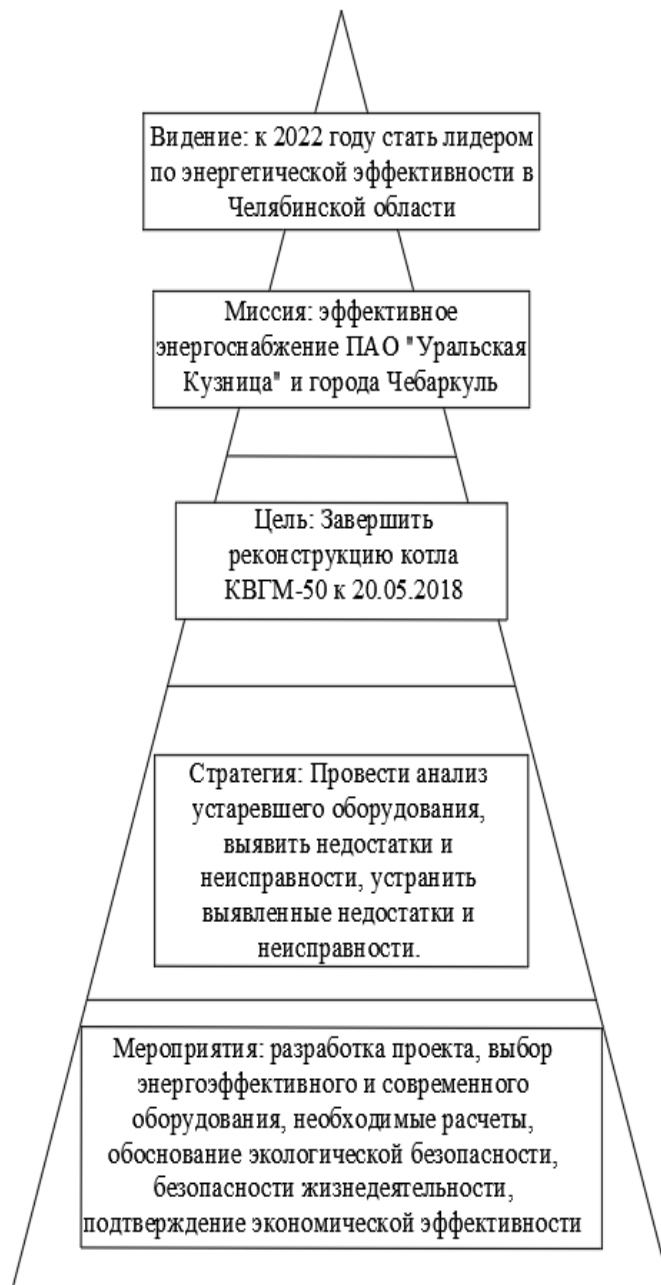 Видение: к 2022 году стать лидером
по энергетической эффективности в
Челябинской области
Миссия: эффективное
энергоснабжение ПАО "Уральская
Кузница" и города Чебаркуль
Цель: Завершить
реконструкцию котла
КВГМ-50 к 20.05.2018
Стратегия: Провести анализ
устаревшего оборудования,
выявить недостатки и
неисправности, устранить
выявленные недостатки и
неисправности.
Мероприятия: разработка проекта, выбор
энергоэффективного и современного
оборудования, необходимые расчеты,
обоснование экологической безопасности,
безопасности жизнедеятельности,
подтверждение экономической эффективности